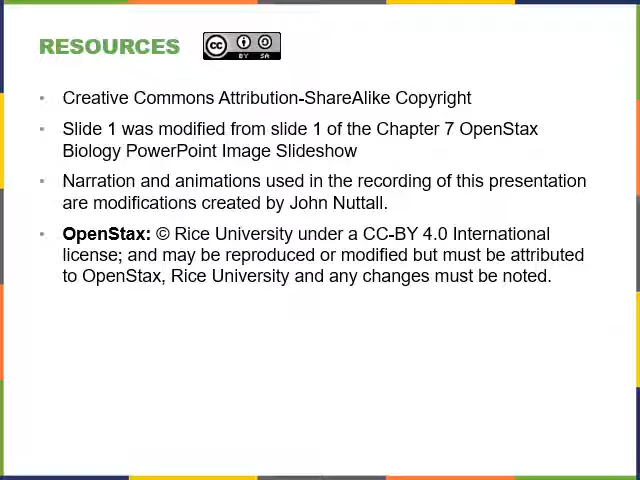 RESOURCES
cc BY SA
• Creative Commons Attribution-ShareAlike Copyright
• Slide 1 was modified from slide 1 of the Chapter 7 OpenStax
Biology PowerPoint Image Slideshow
• Narration and animations used in the recording of this presentation
are modifications created by John Nuttall.
• OpenStax: © Rice University under a CC-BY 4.0 International
license; and may be reproduced or modified but must be attributed
to OpenStax, Rice University and any changes must be noted.